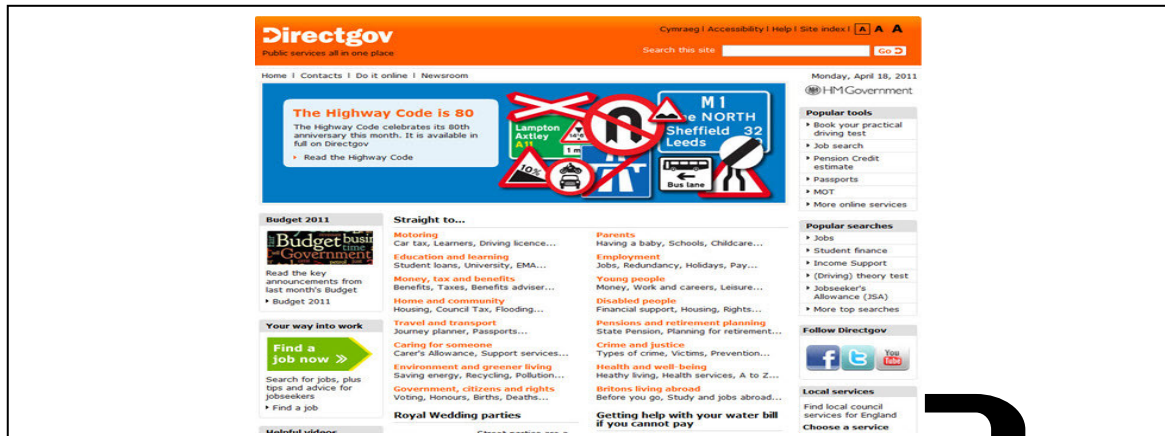 Directgov
Public services all in one place
Cymraeg | Accessibility | Help | Site index | A A A
Search this site
Go
Home | Contacts | Do it online | Newsroom
Monday, April 18, 2011
HM Government
The Highway Code is 80
The Highway Code celebrates its 80th
anniversary this month. It is available in
full on Directgov
Read the Highway Code
Lampton
Axtley
A11
1 m
10%
M1
The NORTH
Sheffield 32
Leeds
Bus lane
Budget 2011
Budget
Government
time
Read the key
announcements from
last month's Budget
Budget 2011
Your way into work
Find a
job now
Search for jobs, plus
tips and advice for
jobseekers
Find a job
Helpful videos
Straight to...
Motoring
Car tax, Learners, Driving licence...
Education and learning
Student loans, University, EMA...
Money, tax and benefits
Benefits, Taxes, Benefits adviser...
Home and community
Housing, Council Tax, Flooding...
Travel and transport
Journey planner, Passports...
Caring for someone
Carer's Allowance, Support services...
Environment and greener living
Saving energy, Recycling, Pollution...
Government, citizens and rights
Voting, Honours, Births, Deaths...
Royal Wedding parties
Street parties are a
Parents
Having a baby, Schools, Childcare...
Employment
Jobs, Redundancy, Holidays, Pay...
Young people
Money, Work and careers, Leisure...
Disabled people
Financial support, Housing, Rights...
Pensions and retirement planning
State Pension, Planning for retirement...
Crime and justice
Types of crime, Victims, Prevention...
Health and well-being
Heathy living, Health services, A to Z...
Britons living abroad
Before you go, Study and jobs abroad...
Getting help with your water bill
if you cannot pay
Popular tools
Book your practical
driving test
Job search
Pension Credit
estimate
Passports
MOT
More online services
Popular searches
Jobs
Student finance
Income Support
(Driving) theory test
Jobseeker's
Allowance (JSA)
More top searches
Follow Directgov
You
Tube
Local services
Find local council
services for England
Choose a service